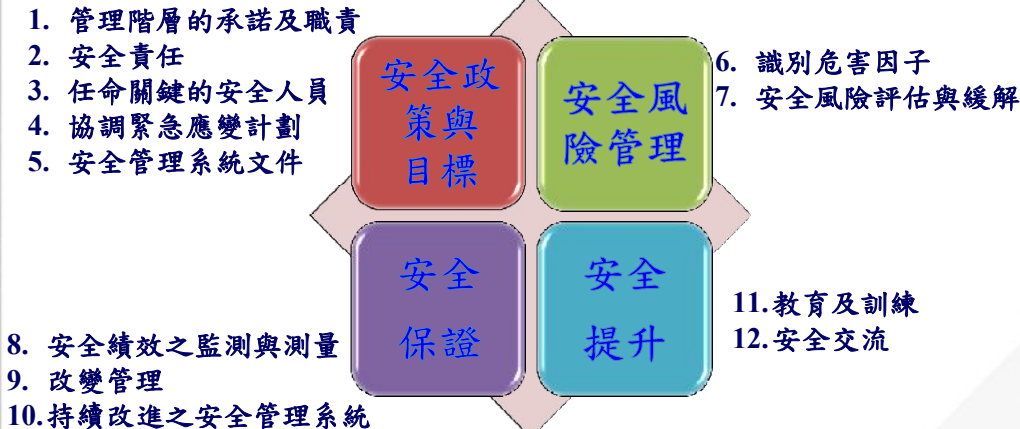 1. 管理階層的承諾及職責
2. 安全責任
3. 任命關鍵的安全人員
4. 協調緊急應變計劃
5. 安全管理系統文件
安全政
策與
目標
安全風
險管理
6. 識別危害因子
7. 安全風險評估與緩解
安全
保證
安全
提升
8. 安全績效之監測與測量
9. 改變管理
10.持續改進之安全管理系統
11.教育及訓練
12.安全交流